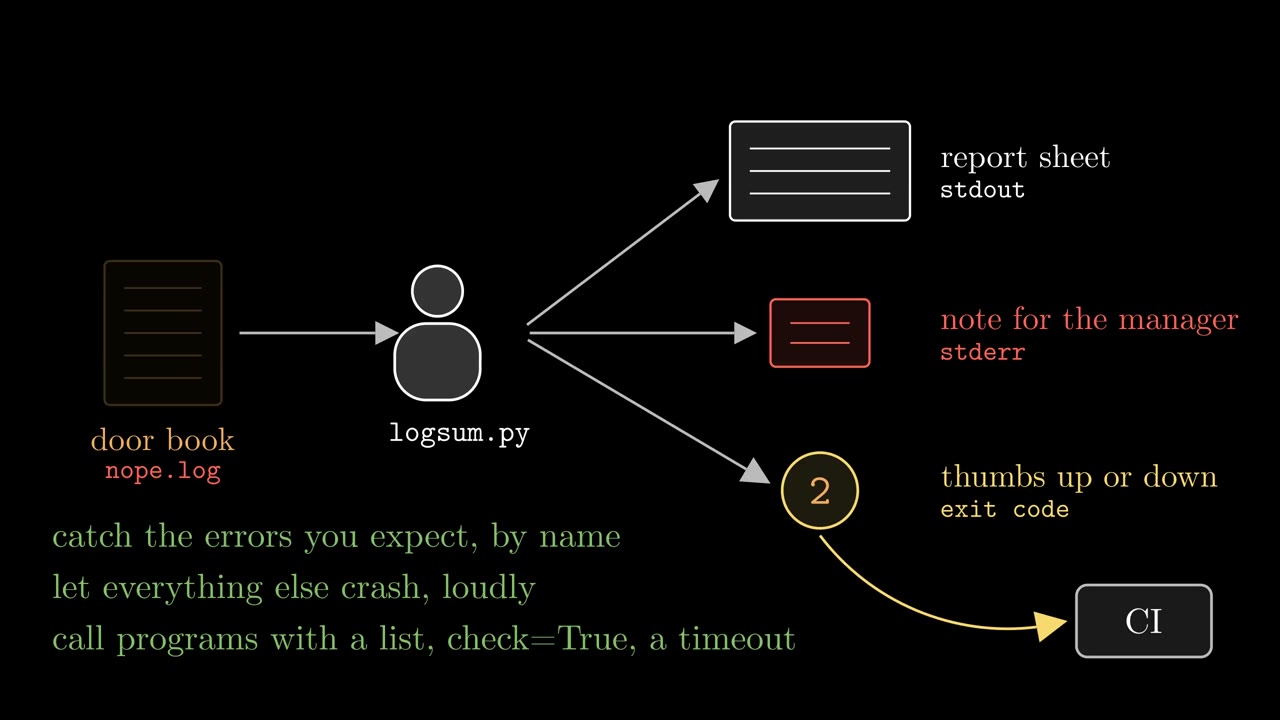 report sheet
stdout
note for the manager
stderr
door book
nope.log
logsum.py
2
thumbs up or down
exit code
catch the errors you expect, by name
let everything else crash, loudly
call programs with a list, check=True, a timeout
CI